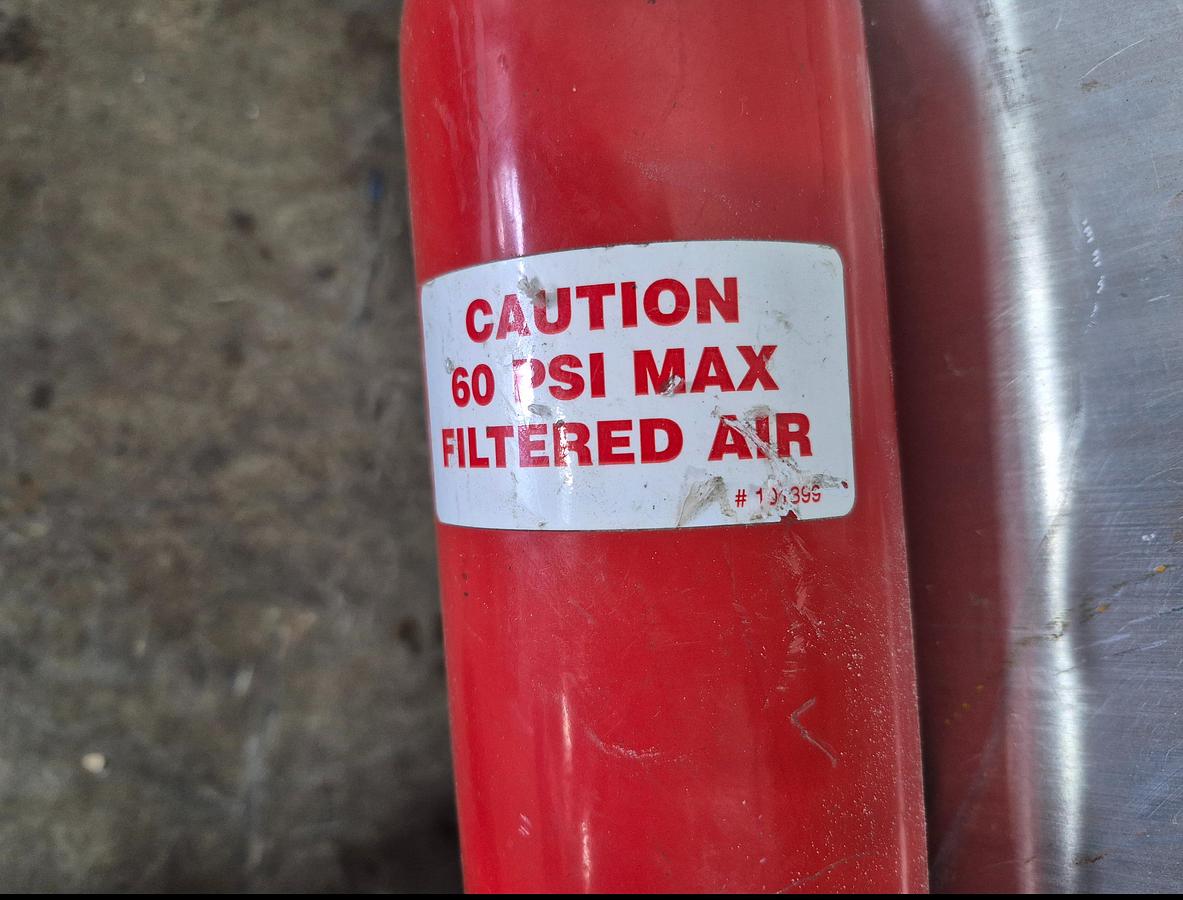 CAUTION
60 PSI MAX
FILTERED AIR
#